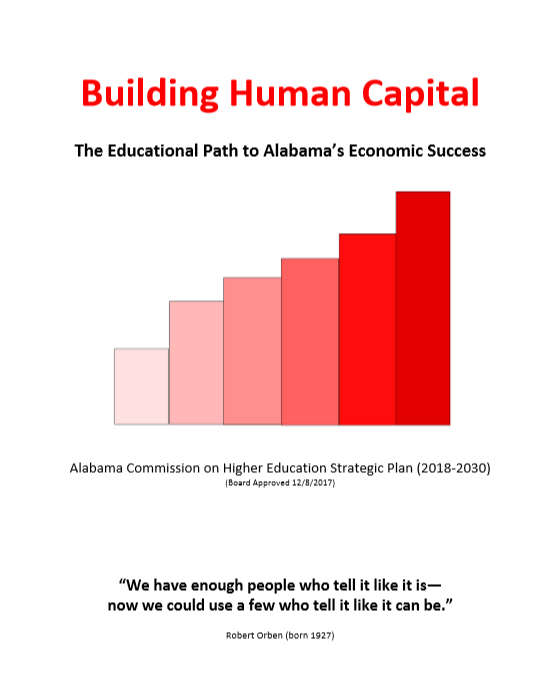 Building Human Capital
The Educational Path to Alabama’s Economic Success
Alabama Commission on Higher Education Strategic Plan (2018-2030)
(Board Approved 12/8/2017)
“We have enough people who tell it like it is—
now we could use a few who tell it like it can be.”
Robert Orben (born 1927)